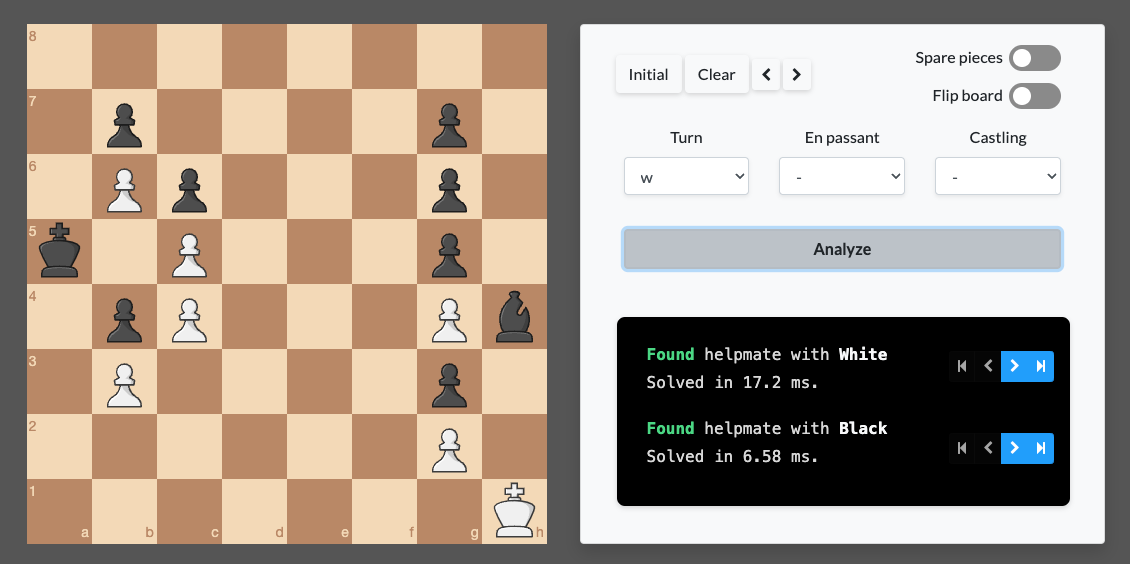 8
7
6
5
4
3
2
1
a b c d e f g h
Initial Clear
Spare pieces
Flip board
Turn En passant Castling
w - -
Analyze
Found helpmate with White
Solved in 17.2 ms.
Found helpmate with Black
Solved in 6.58 ms.